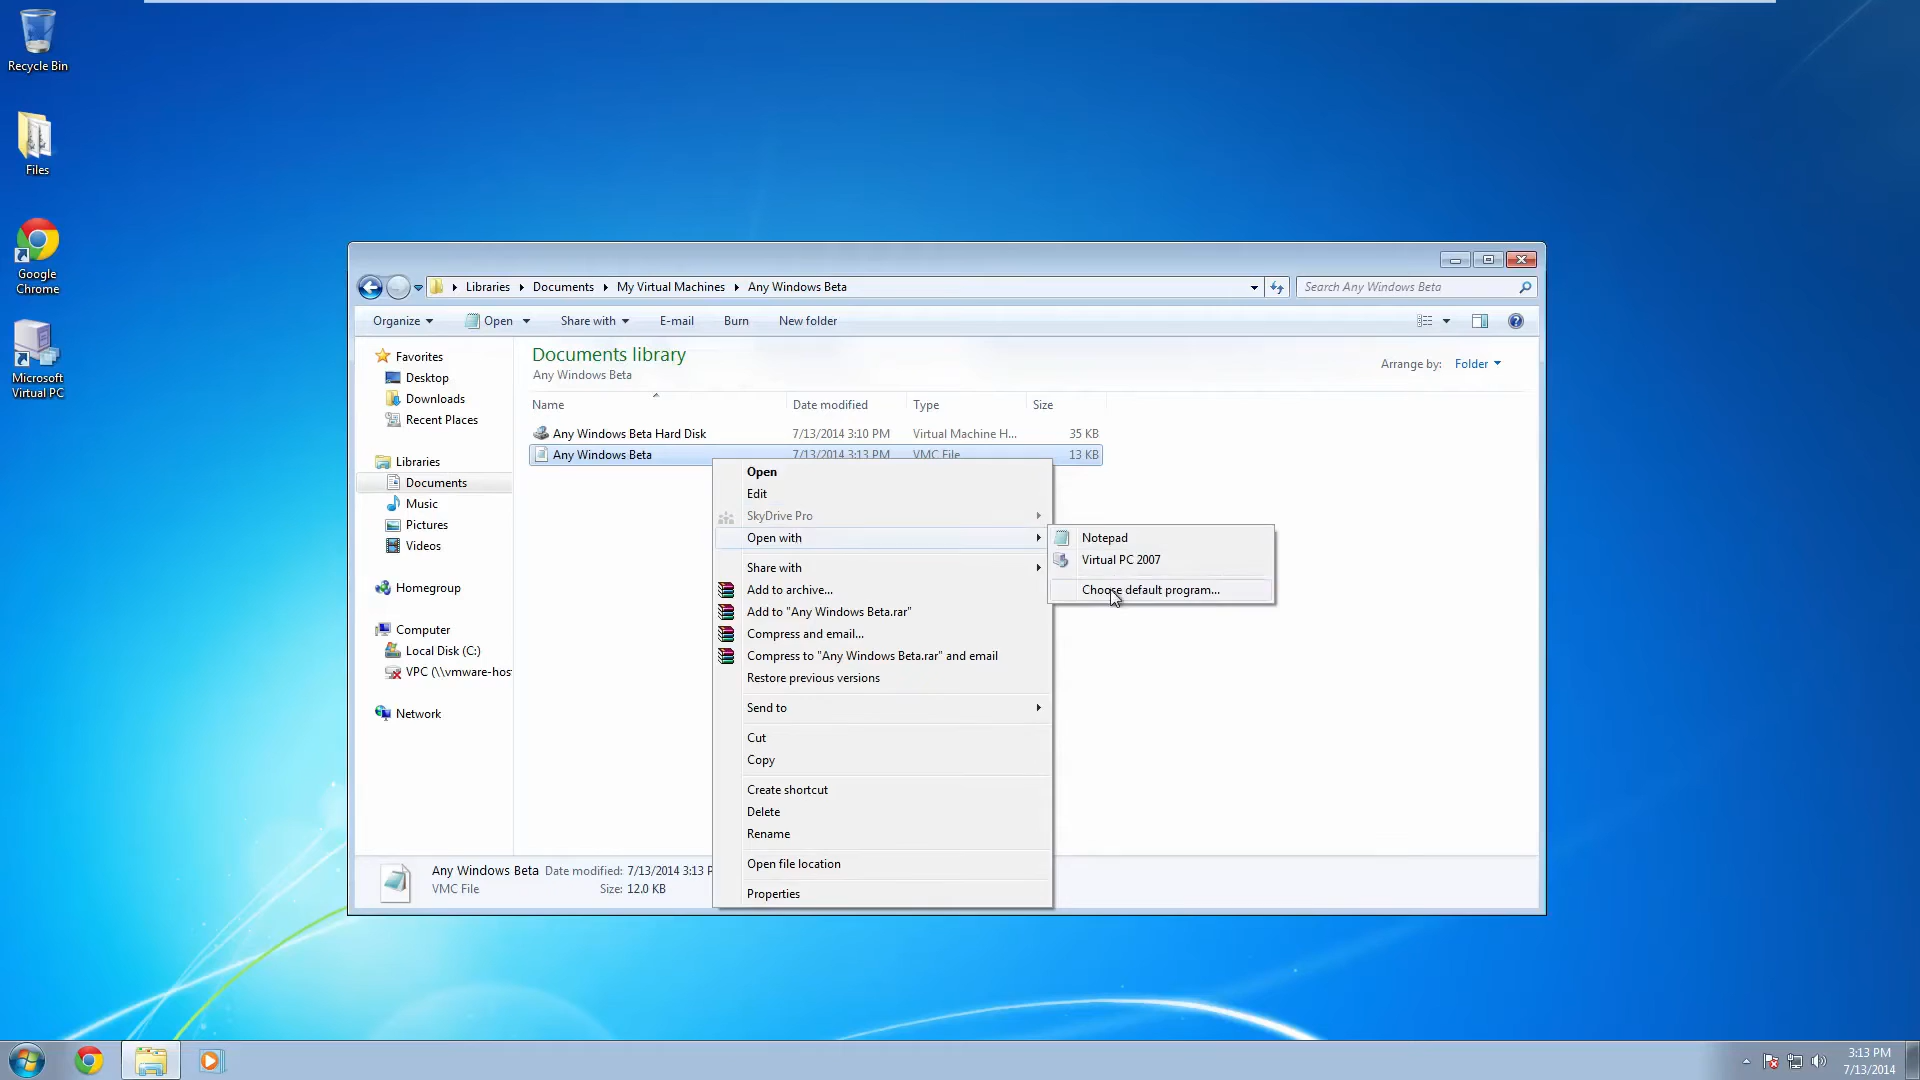 Recycle Bin
Files
Google
Chrome
Microsoft
Virtual PC
Libraries
Documents
My Virtual Machines
Any Windows Beta
Search Any Windows Beta
Organize
Open
Share with
E-mail
Burn
New folder
Favorites
Desktop
Downloads
Recent Places
Libraries
Documents
Music
Pictures
Videos
Homegroup
Computer
Local Disk (C:)
VPC (\\vmware-hos
Network
Documents library
Any Windows Beta
Arrange by: Folder
Name Date modified Type Size
Any Windows Beta Hard Disk 7/13/2014 3:10 PM Virtual Machine H... 35 KB
Any Windows Beta 7/13/2014 3:13 PM VMC File 13 KB
Open
Edit
SkyDrive Pro
Open with
Share with
Add to archive...
Add to "Any Windows Beta.rar"
Compress and email...
Compress to "Any Windows Beta.rar" and email
Restore previous versions
Send to
Cut
Copy
Create shortcut
Delete
Rename
Open file location
Properties
Notepad
Virtual PC 2007
Choose default program...
Any Windows Beta Date modified: 7/13/2014 3:13 P
VMC File Size: 12.0 KB
3:13 PM
7/13/2014